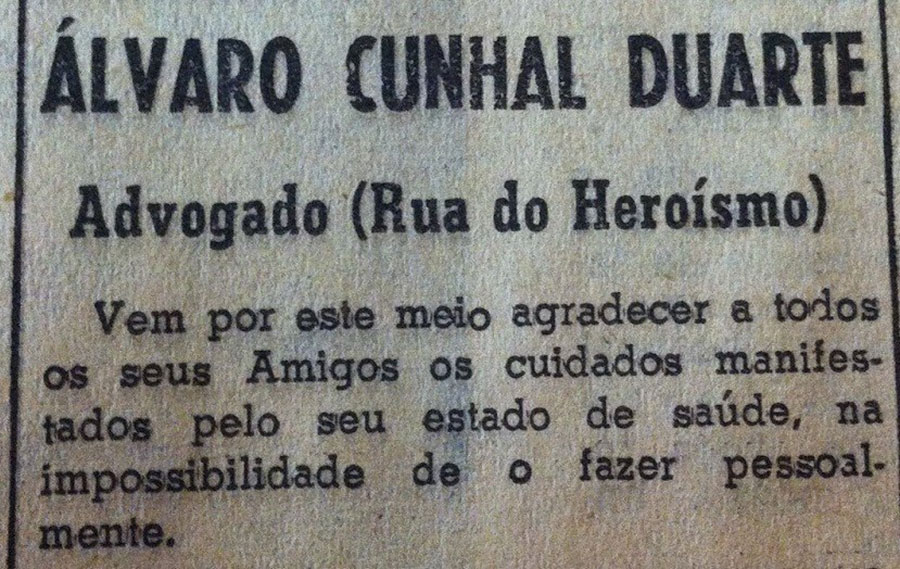 ÁLVARO CUNHAL DUARTE
Advogado (Rua do Heroísmo)
Vem por este meio agradecer a todos
os seus Amigos os cuidados manifes-
tados pelo seu estado de saúde, na
impossibilidade de o fazer pessoal-
mente.